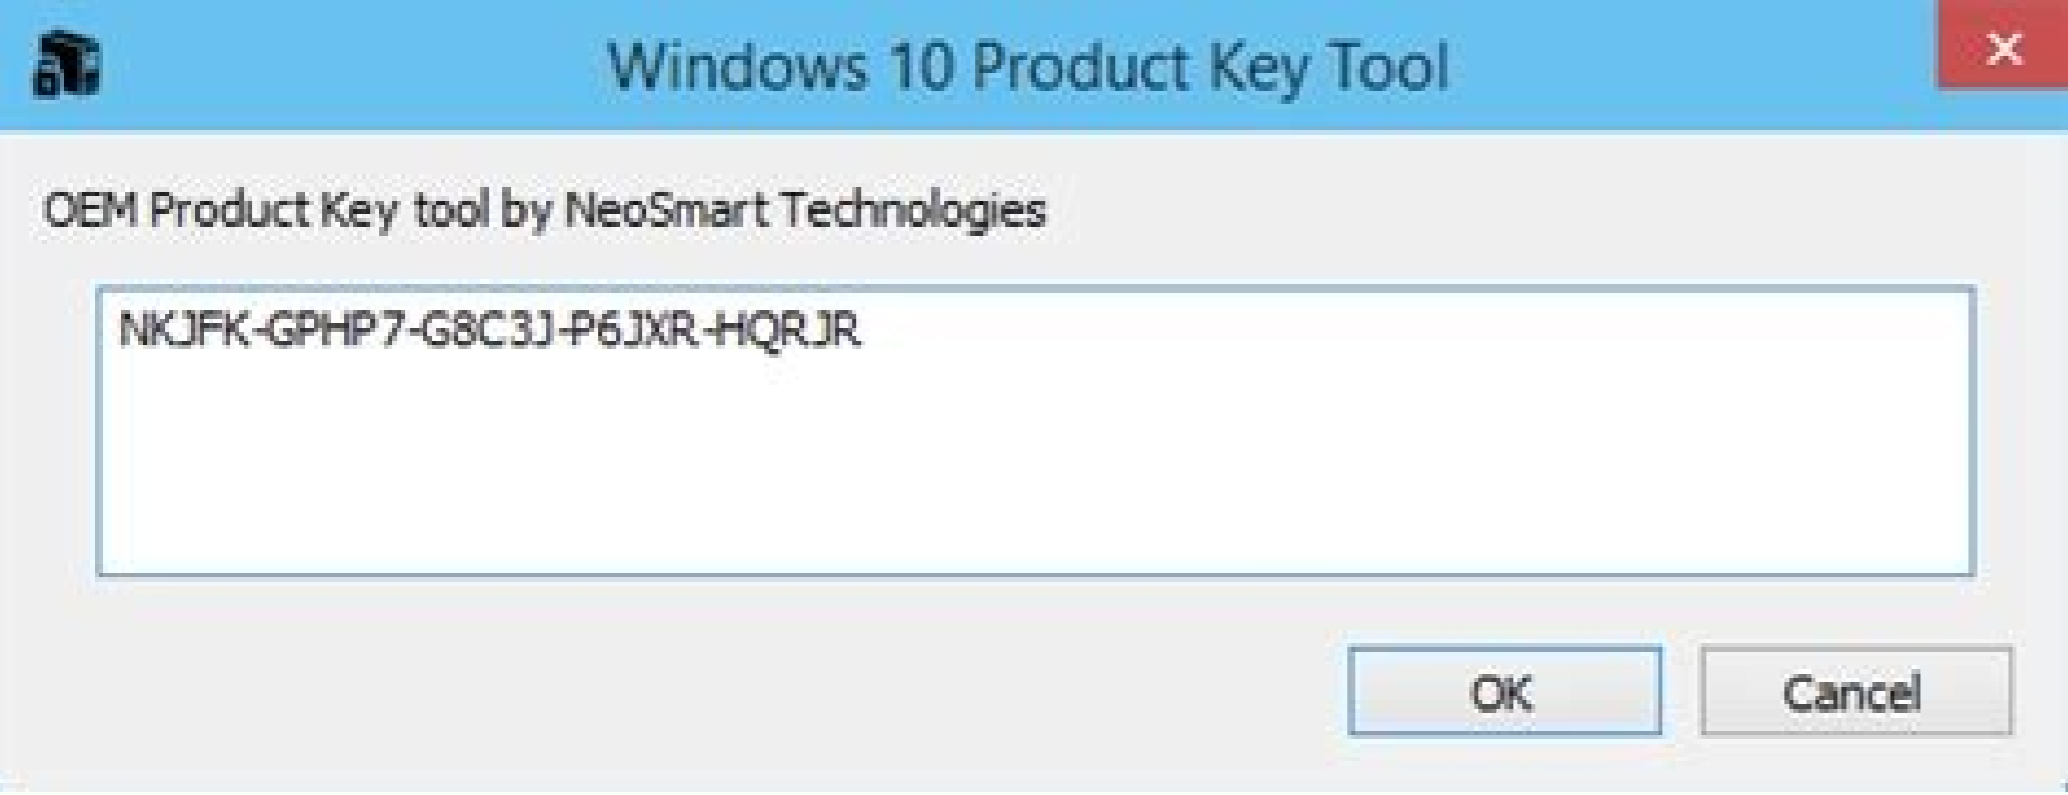 Windows 10 Product Key Tool
x
OEM Product Key tool by NeoSmart Technologies
NKJFK-GPHP7-G8C3J-P6JXR-HQRJR
OK
Cancel